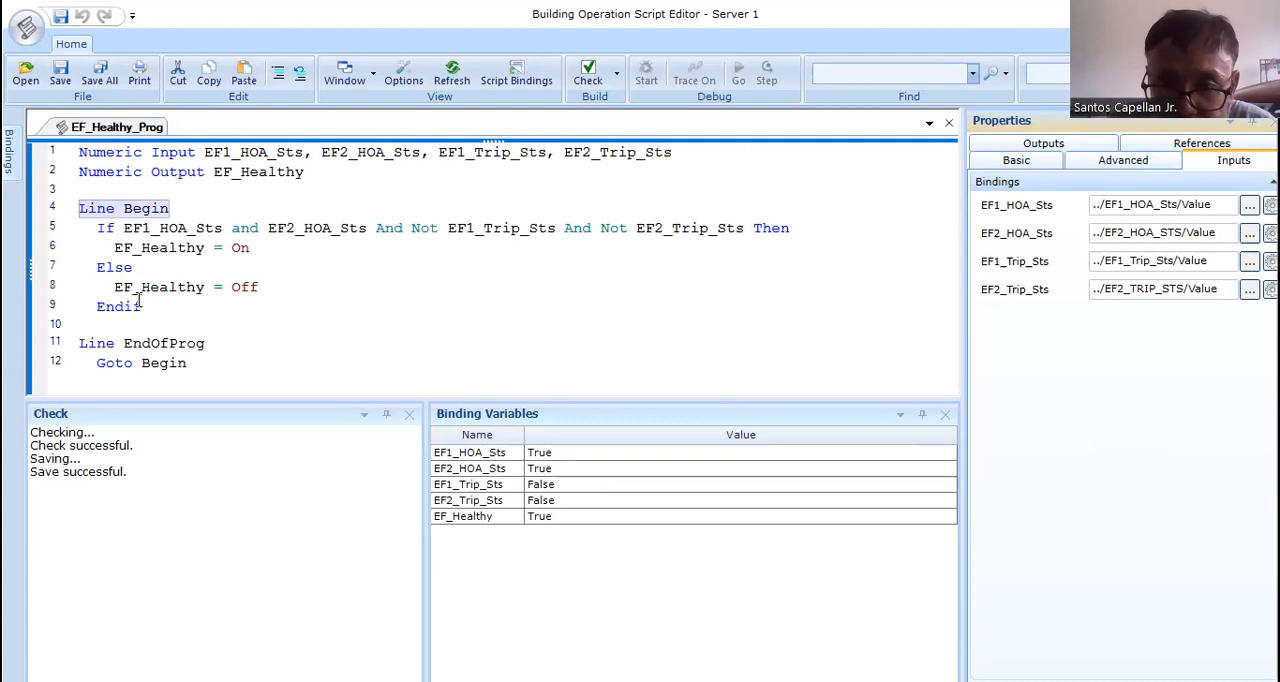 Building Operation Script Editor - Server 1
Home
Open Save Save All Print Cut Copy Paste Window Options Refresh Script Bindings Check Start Trace On Go Step
File Edit View Build Debug Find
Santos Capellan Jr.
Bindings
EF_Healthy_Prog
1 Numeric Input EF1_HOA_Sts, EF2_HOA_Sts, EF1_Trip_Sts, EF2_Trip_Sts
2 Numeric Output EF_Healthy
3
4 Line Begin
5 If EF1_HOA_Sts and EF2_HOA_Sts And Not EF1_Trip_Sts And Not EF2_Trip_Sts Then
6 EF_Healthy = On
7 Else
8 EF_Healthy = Off
9 Endif
10
11 Line EndOfProg
12 Goto Begin
Properties
Outputs References
Basic Advanced Inputs
Bindings
EF1_HOA_Sts ../EF1_HOA_Sts/Value ...
EF2_HOA_Sts ../EF2_HOA_STS/Value ...
EF1_Trip_Sts ../EF1_Trip_Sts/Value ...
EF2_Trip_Sts ../EF2_TRIP_STS/Value ...
Check
Checking...
Check successful.
Saving...
Save successful.
Binding Variables
Name Value
EF1_HOA_Sts True
EF2_HOA_Sts True
EF1_Trip_Sts False
EF2_Trip_Sts False
EF_Healthy True